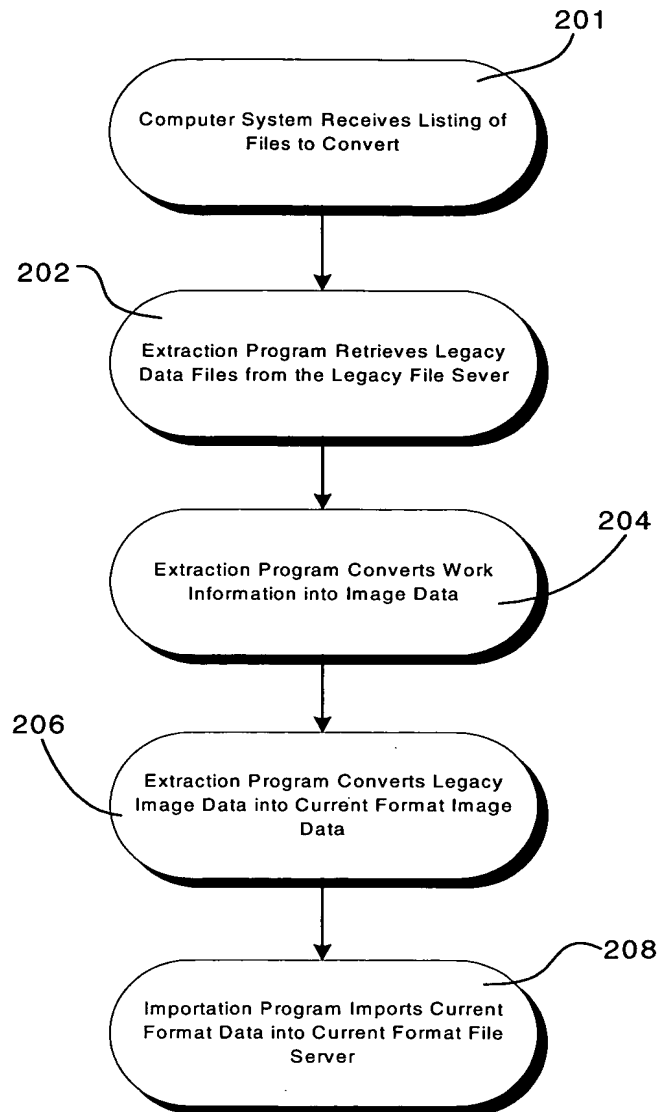 201
Computer System Receives Listing of
Files to Convert
202
Extraction Program Retrieves Legacy
Data Files from the Legacy File Sever
204
Extraction Program Converts Work
Information into Image Data
206
Extraction Program Converts Legacy
Image Data into Current Format Image
Data
208
Importation Program Imports Current
Format Data into Current Format File
Server